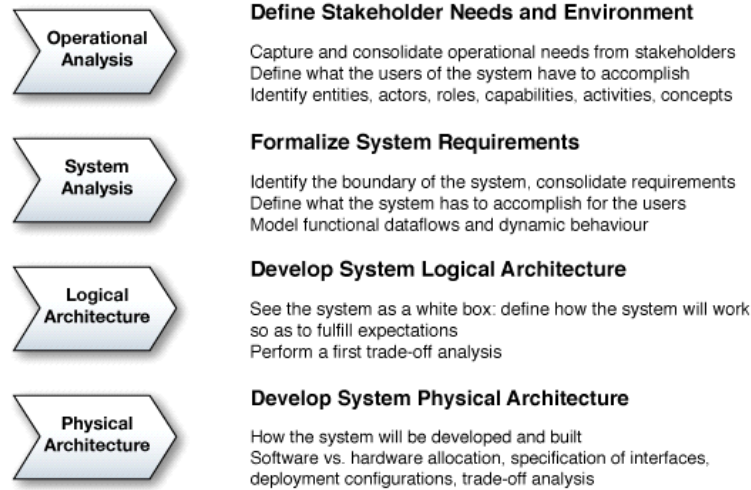 Operational
Analysis
Define Stakeholder Needs and Environment
Capture and consolidate operational needs from stakeholders
Define what the users of the system have to accomplish
Identify entities, actors, roles, capabilities, activities, concepts
System
Analysis
Formalize System Requirements
Identify the boundary of the system, consolidate requirements
Define what the system has to accomplish for the users
Model functional dataflows and dynamic behaviour
Logical
Architecture
Develop System Logical Architecture
See the system as a white box: define how the system will work
so as to fulfill expectations
Perform a first trade-off analysis
Physical
Architecture
Develop System Physical Architecture
How the system will be developed and built
Software vs. hardware allocation, specification of interfaces,
deployment configurations, trade-off analysis